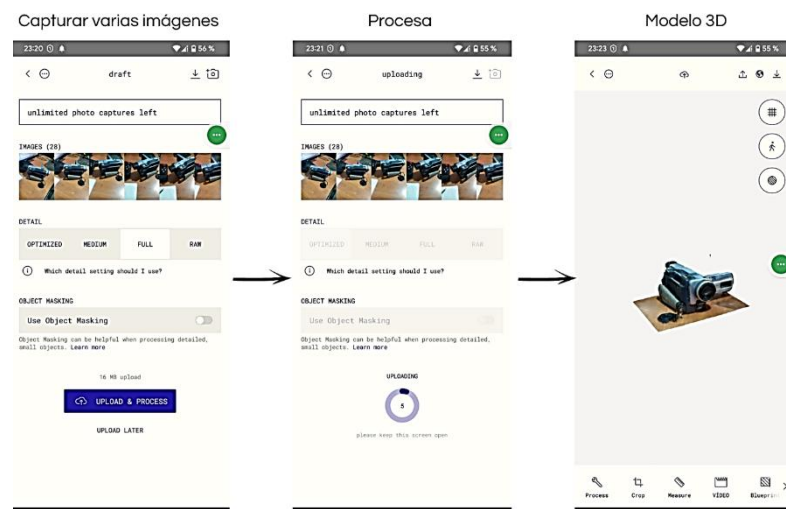 Capturar varias imágenes
23:20
56 %
draft
unlimited photo captures left
IMAGES (28)
DETAIL
OPTIMIZED MEDIUM FULL RAW
Which detail setting should I use?
OBJECT MASKING
Use Object Masking
Object Masking can be helpful when processing detailed,
small objects. Learn more
16 MB upload
UPLOAD & PROCESS
UPLOAD LATER
Procesa
23:21
55 %
uploading
unlimited photo captures left
IMAGES (28)
DETAIL
OPTIMIZED MEDIUM FULL RAW
Which detail setting should I use?
OBJECT MASKING
Use Object Masking
Object Masking can be helpful when processing detailed,
small objects. Learn more
UPLOADING
5
please keep this screen open
Modelo 3D
23:23
55 %
Process Crop Measure VÍDEO Blueprin